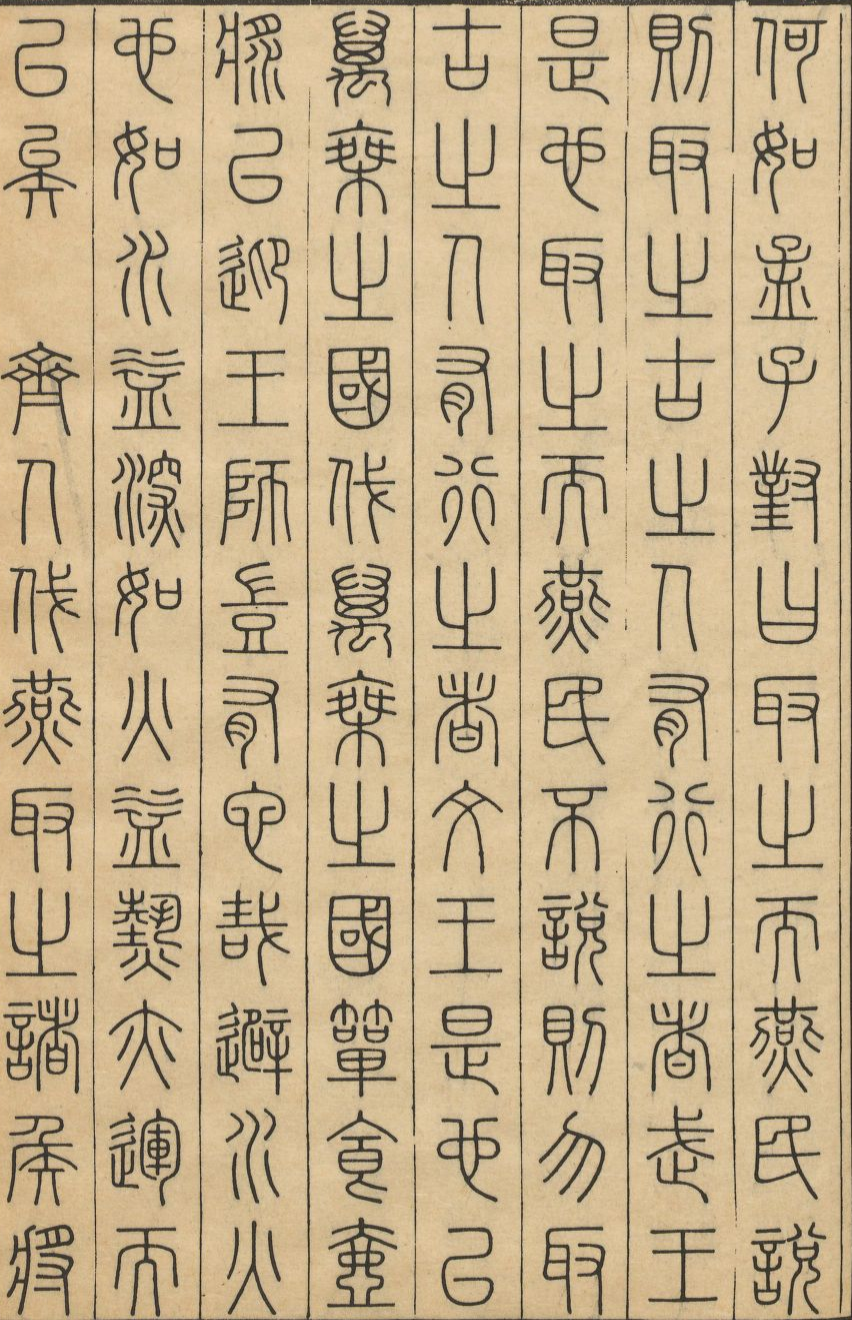 何如孟子對曰取之而燕民說
則取之古之人有行之者武王
是也取之而燕民不說則勿取
古之人有行之者文王是也以
萬乘之國伐萬乘之國簞食壺
漿以迎王師豈有它哉避水火
也如水益深如火益熱亦運而
已矣　齊人伐燕取之諸侯將